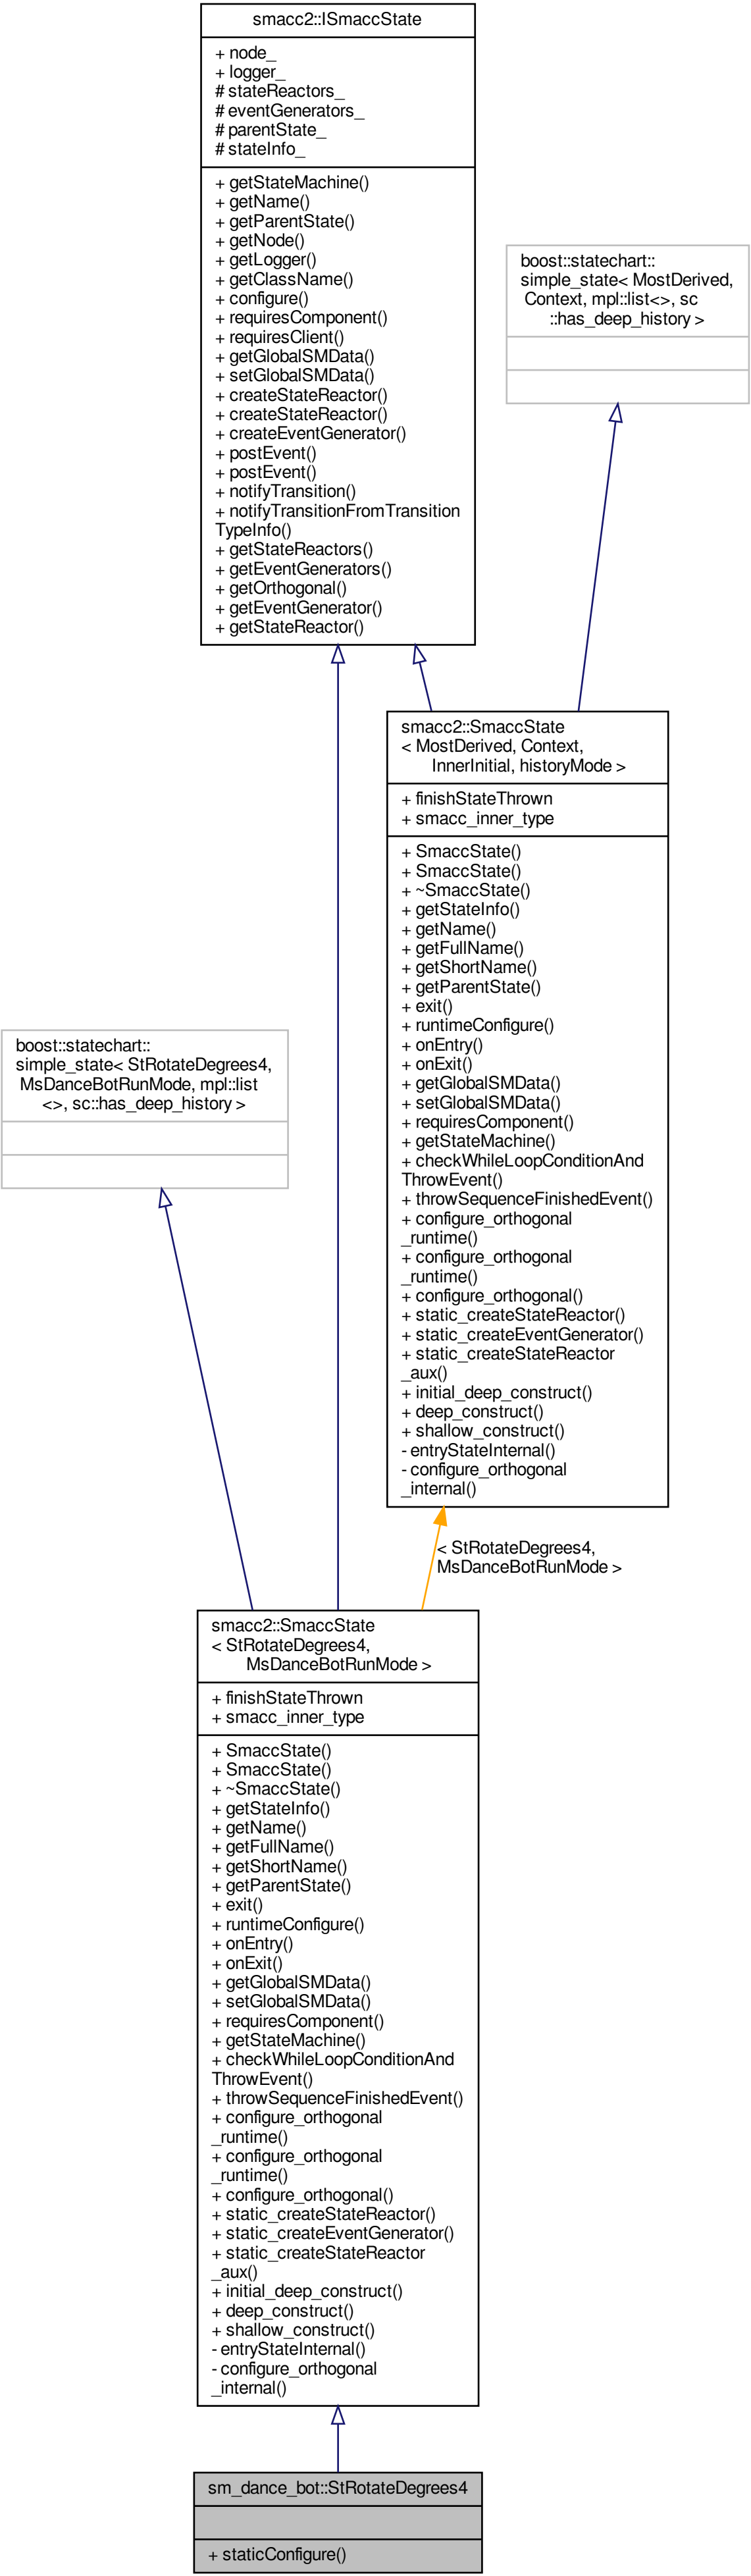 smacc2::ISmaccState
+ node_
+ logger_
# stateReactors_
# eventGenerators_
# parentState_
# stateInfo_
+ getStateMachine()
+ getName()
+ getParentState()
+ getNode()
+ getLogger()
+ getClassName()
+ configure()
+ requiresComponent()
+ requiresClient()
+ getGlobalSMData()
+ setGlobalSMData()
+ createStateReactor()
+ createStateReactor()
+ createEventGenerator()
+ postEvent()
+ postEvent()
+ notifyTransition()
+ notifyTransitionFromTransition
TypeInfo()
+ getStateReactors()
+ getEventGenerators()
+ getOrthogonal()
+ getEventGenerator()
+ getStateReactor()
boost::statechart::
simple_state< MostDerived,
Context, mpl::list<>, sc
::has_deep_history >
smacc2::SmaccState
< MostDerived, Context,
InnerInitial, historyMode >
+ finishStateThrown
+ smacc_inner_type
+ SmaccState()
+ SmaccState()
+ ~SmaccState()
+ getStateInfo()
+ getName()
+ getFullName()
+ getShortName()
+ getParentState()
+ exit()
+ runtimeConfigure()
+ onEntry()
+ onExit()
+ getGlobalSMData()
+ setGlobalSMData()
+ requiresComponent()
+ getStateMachine()
+ checkWhileLoopConditionAnd
ThrowEvent()
+ throwSequenceFinishedEvent()
+ configure_orthogonal
_runtime()
+ configure_orthogonal
_runtime()
+ configure_orthogonal()
+ static_createStateReactor()
+ static_createEventGenerator()
+ static_createStateReactor
_aux()
+ initial_deep_construct()
+ deep_construct()
+ shallow_construct()
- entryStateInternal()
- configure_orthogonal
_internal()
boost::statechart::
simple_state< StRotateDegrees4,
MsDanceBotRunMode, mpl::list
<>, sc::has_deep_history >
< StRotateDegrees4,
MsDanceBotRunMode >
smacc2::SmaccState
< StRotateDegrees4,
MsDanceBotRunMode >
+ finishStateThrown
+ smacc_inner_type
+ SmaccState()
+ SmaccState()
+ ~SmaccState()
+ getStateInfo()
+ getName()
+ getFullName()
+ getShortName()
+ getParentState()
+ exit()
+ runtimeConfigure()
+ onEntry()
+ onExit()
+ getGlobalSMData()
+ setGlobalSMData()
+ requiresComponent()
+ getStateMachine()
+ checkWhileLoopConditionAnd
ThrowEvent()
+ throwSequenceFinishedEvent()
+ configure_orthogonal
_runtime()
+ configure_orthogonal
_runtime()
+ configure_orthogonal()
+ static_createStateReactor()
+ static_createEventGenerator()
+ static_createStateReactor
_aux()
+ initial_deep_construct()
+ deep_construct()
+ shallow_construct()
- entryStateInternal()
- configure_orthogonal
_internal()
sm_dance_bot::StRotateDegrees4
+ staticConfigure()